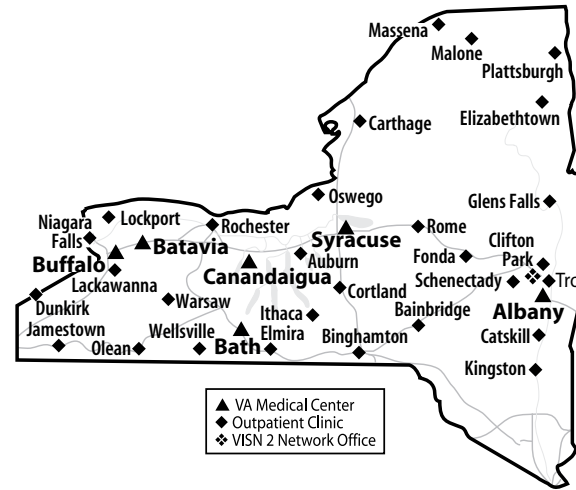 Massena
Malone
Plattsburgh
Elizabethtown
Carthage
Oswego
Glens Falls
Lockport
Niagara
Falls
Rochester
Rome
Syracuse
Batavia
Clifton
Park
Fonda
Buffalo
Auburn
Canandaigua
Lackawanna
Schenectady
Cortland
Warsaw
Dunkirk
Albany
Bainbridge
Ithaca
Jamestown
Wellsville
Elmira
Catskill
Binghamton
Olean
Bath
Kingston
VA Medical Center
Outpatient Clinic
VISN 2 Network Office